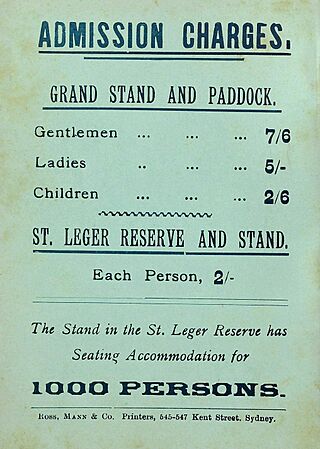 ADMISSION CHARGES.
GRAND STAND AND PADDOCK.
Gentlemen ... ... ... 7/6
Ladies .. ... ... 5/-
Children ... ... ... 2/6
ST. LEGER RESERVE AND STAND.
Each Person, 2/-
The Stand in the St. Leger Reserve has
Seating Accommodation for
1000 PERSONS.
Ross, Mann & Co. Printers, 545-547 Kent Street, Sydney.